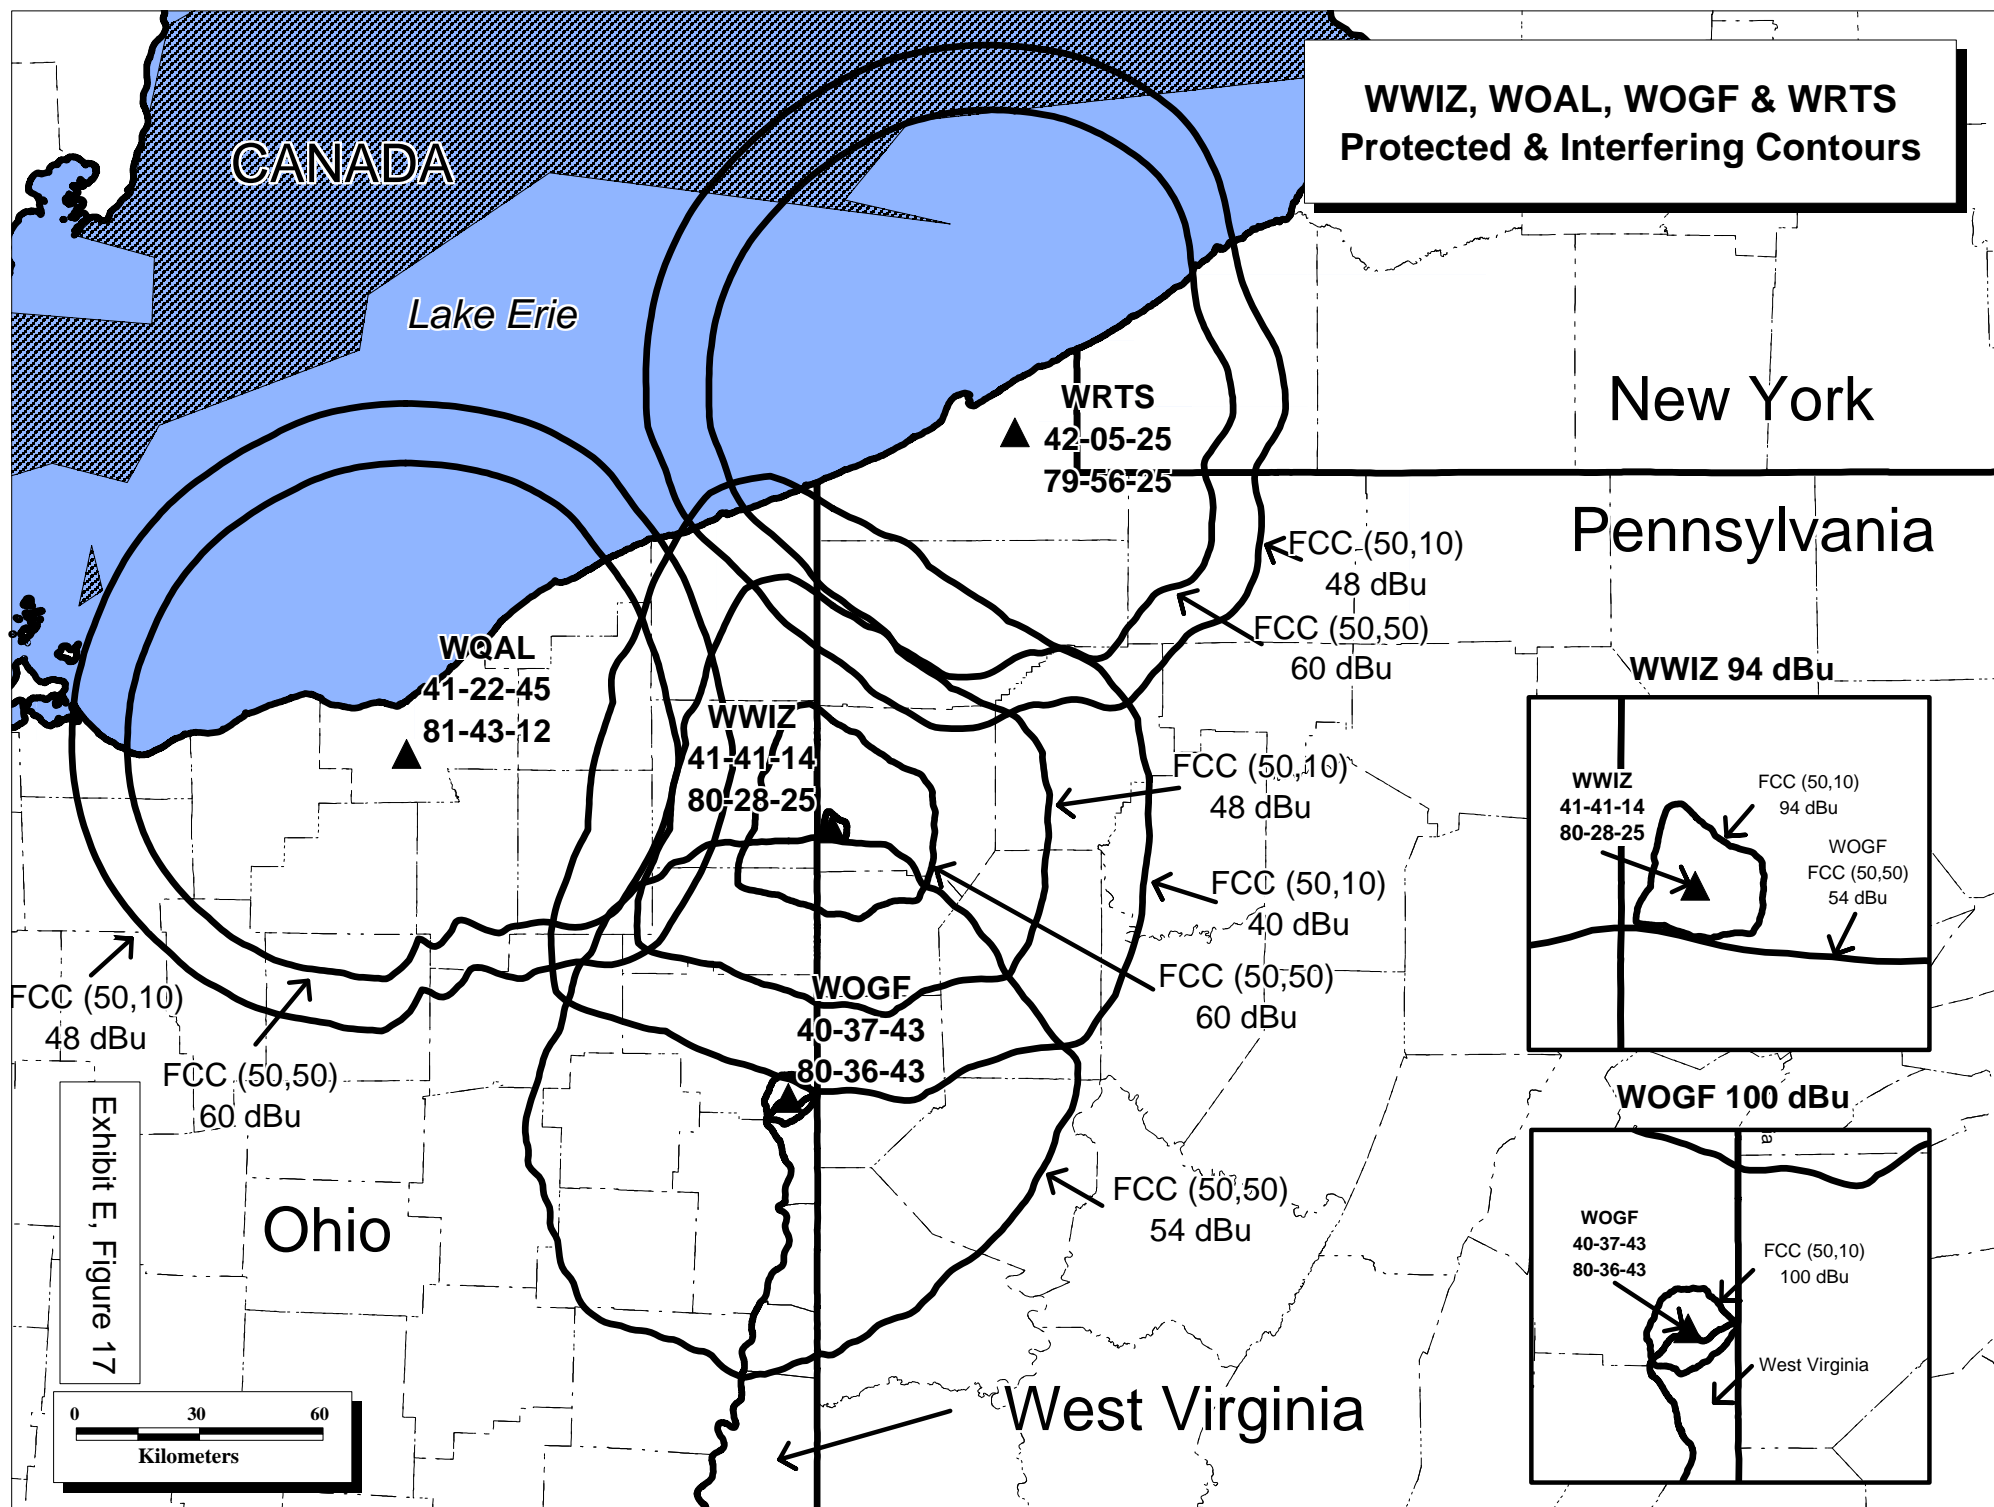 WWIZ, WOAL, WOGF & WRTS
Protected & Interfering Contours
CANADA
Lake Erie
WRTS
42-05-25
79-56-25
New York
Pennsylvania
FCC (50,10)
48 dBu
FCC (50,50)
60 dBu
WQAL
41-22-45
81-43-12
WWIZ
41-41-14
80-28-25
FCC (50,10)
48 dBu
FCC (50,10)
40 dBu
FCC (50,50)
60 dBu
WOGF
40-37-43
80-36-43
FCC (50,10)
48 dBu
FCC (50,50)
60 dBu
FCC (50,50)
54 dBu
Ohio
West Virginia
Exhibit E, Figure 17
0 30 60
Kilometers
WWIZ 94 dBu
WWIZ
41-41-14
80-28-25
FCC (50,10)
94 dBu
WOGF
FCC (50,50)
54 dBu
WOGF 100 dBu
ia
WOGF
40-37-43
80-36-43
FCC (50,10)
100 dBu
West Virginia